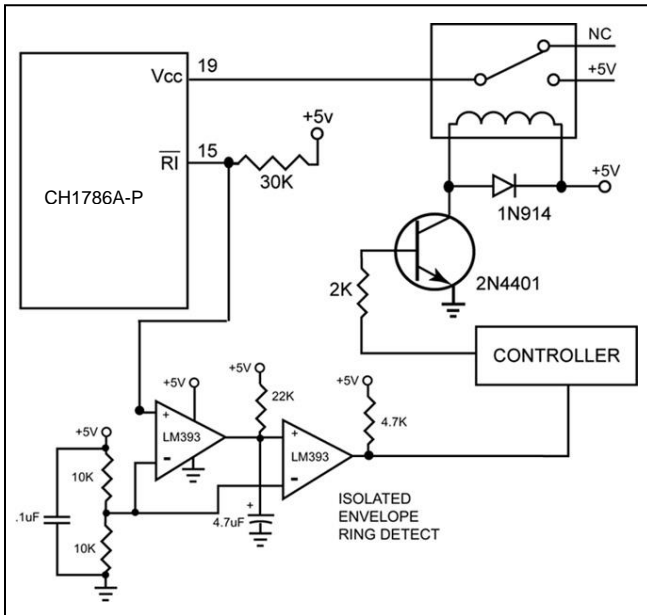 NC
Vcc
19
+5V
+5v
RI
15
30K
CH1786A-P
+5V
1N914
2K
2N4401
CONTROLLER
+5V
+5V
+5V
22K
4.7K
+
LM393
-
+
LM393
-
+5V
10K
.1uF
10K
+
4.7uF
ISOLATED
ENVELOPE
RING DETECT